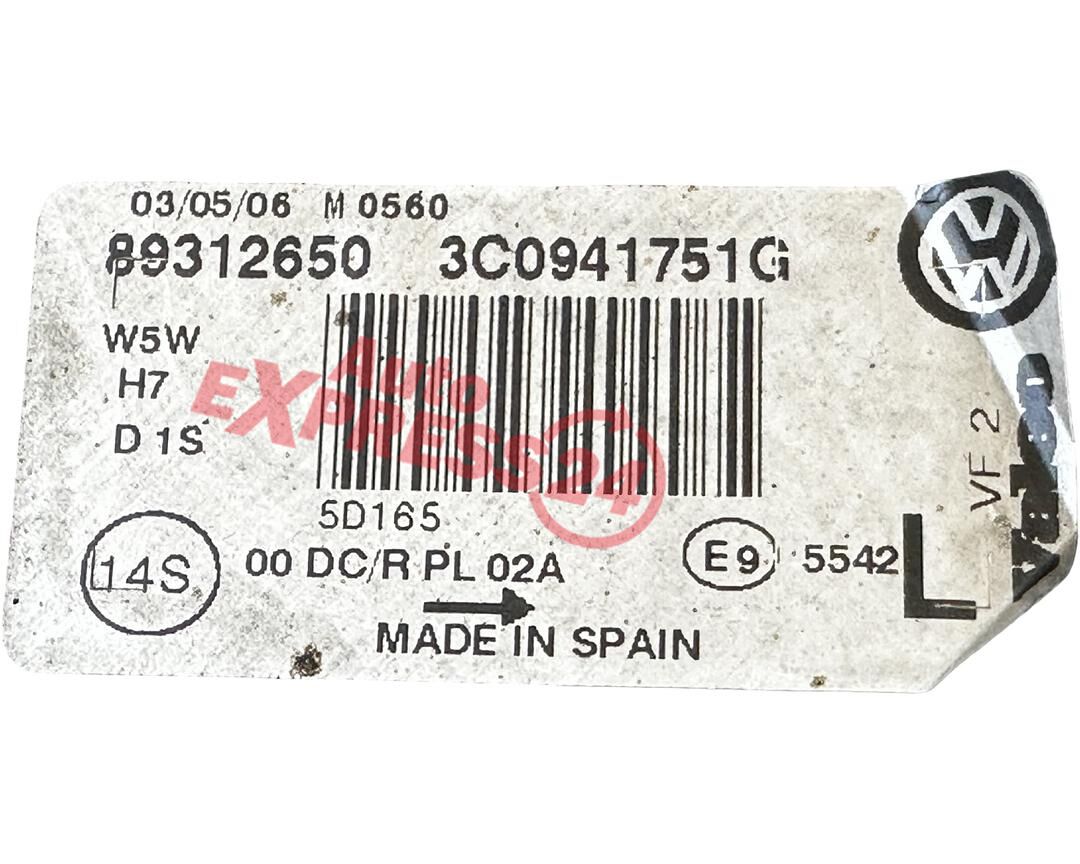 03/05/06 M 0560
89312650 3C0941751G
W5W
H7
D1S
Auto
EXPRESS24
5D165
14S
00 DC/R PL 02A
E9 5542
L
VF 2
MADE IN SPAIN